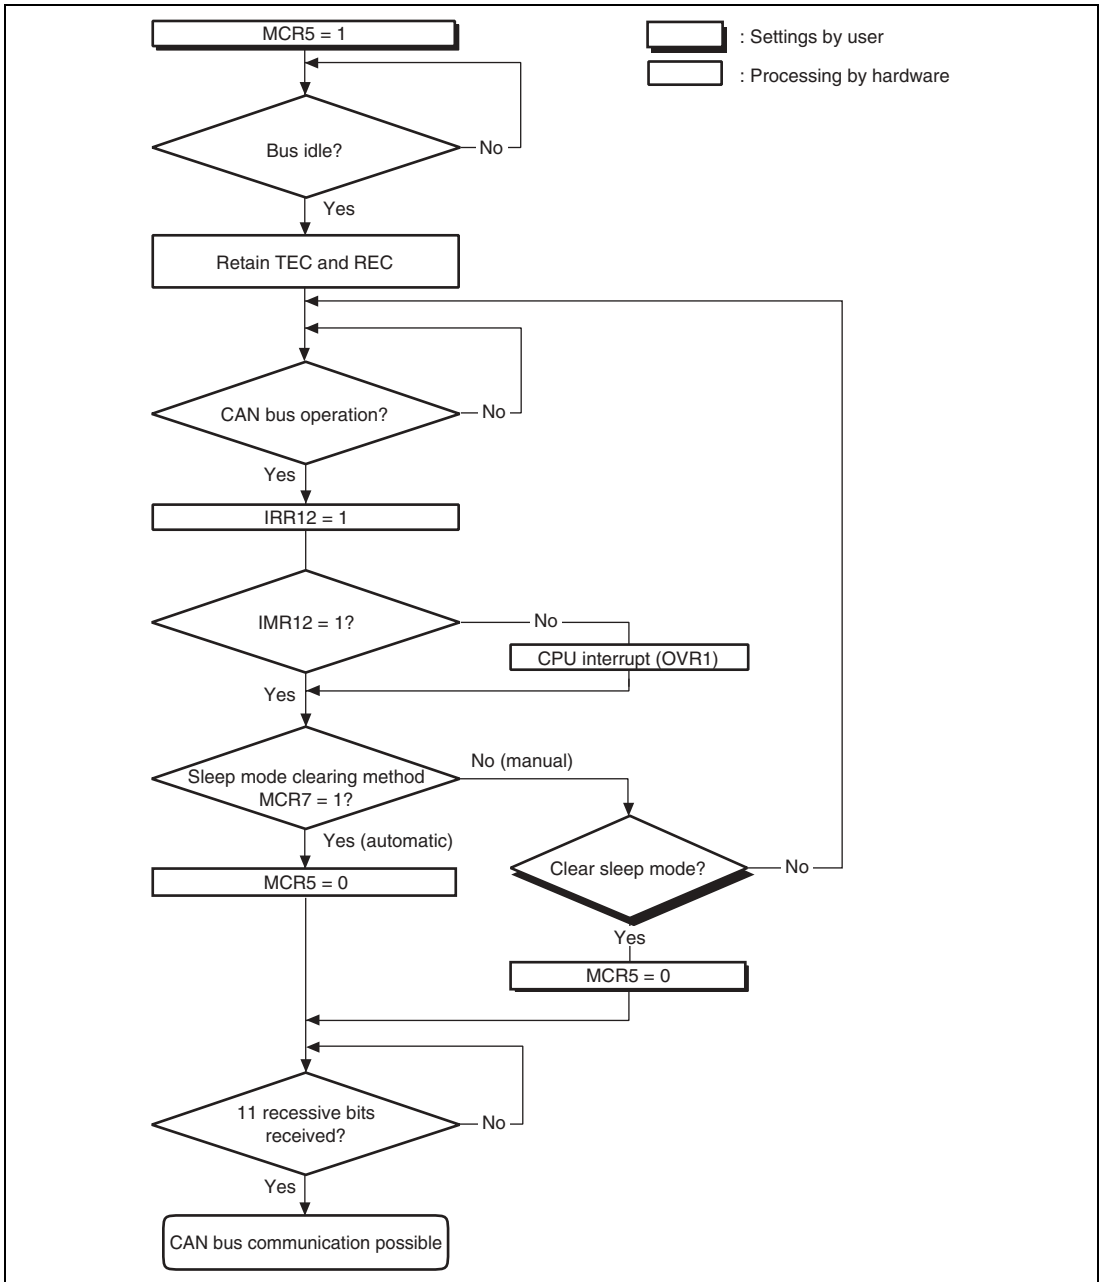 MCR5 = 1
: Settings by user
: Processing by hardware
Bus idle?
No
Yes
Retain TEC and REC
CAN bus operation?
No
Yes
IRR12 = 1
IMR12 = 1?
No
CPU interrupt (OVR1)
Yes
Sleep mode clearing method
MCR7 = 1?
No (manual)
Yes (automatic)
Clear sleep mode?
No
MCR5 = 0
Yes
MCR5 = 0
11 recessive bits
received?
No
Yes
CAN bus communication possible